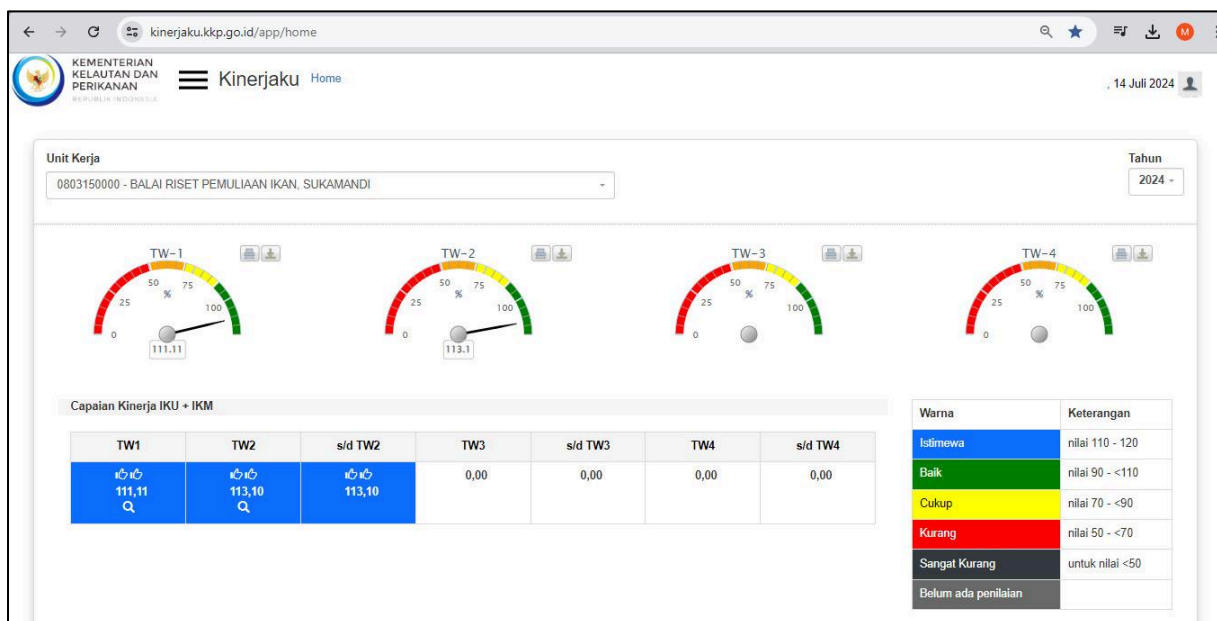 kinerjaku.kkp.go.id/app/home
M
KEMENTERIAN
KELAUTAN DAN
PERIKANAN
REPUBLIK INDONESIA
Kinerjaku Home
, 14 Juli 2024
Unit Kerja
Tahun
0803150000 - BALAI RISET PEMULIAAN IKAN, SUKAMANDI
2024
TW-1
0 25 50 75 100
%
111.11
TW-2
0 25 50 75 100
%
113.1
TW-3
0 25 50 75 100
%
TW-4
0 25 50 75 100
%
Capaian Kinerja IKU + IKM
TW1 TW2 s/d TW2 TW3 s/d TW3 TW4 s/d TW4
111,11 113,10 113,10 0,00 0,00 0,00 0,00
Warna Keterangan
Istimewa nilai 110 - 120
Baik nilai 90 - <110
Cukup nilai 70 - <90
Kurang nilai 50 - <70
Sangat Kurang untuk nilai <50
Belum ada penilaian